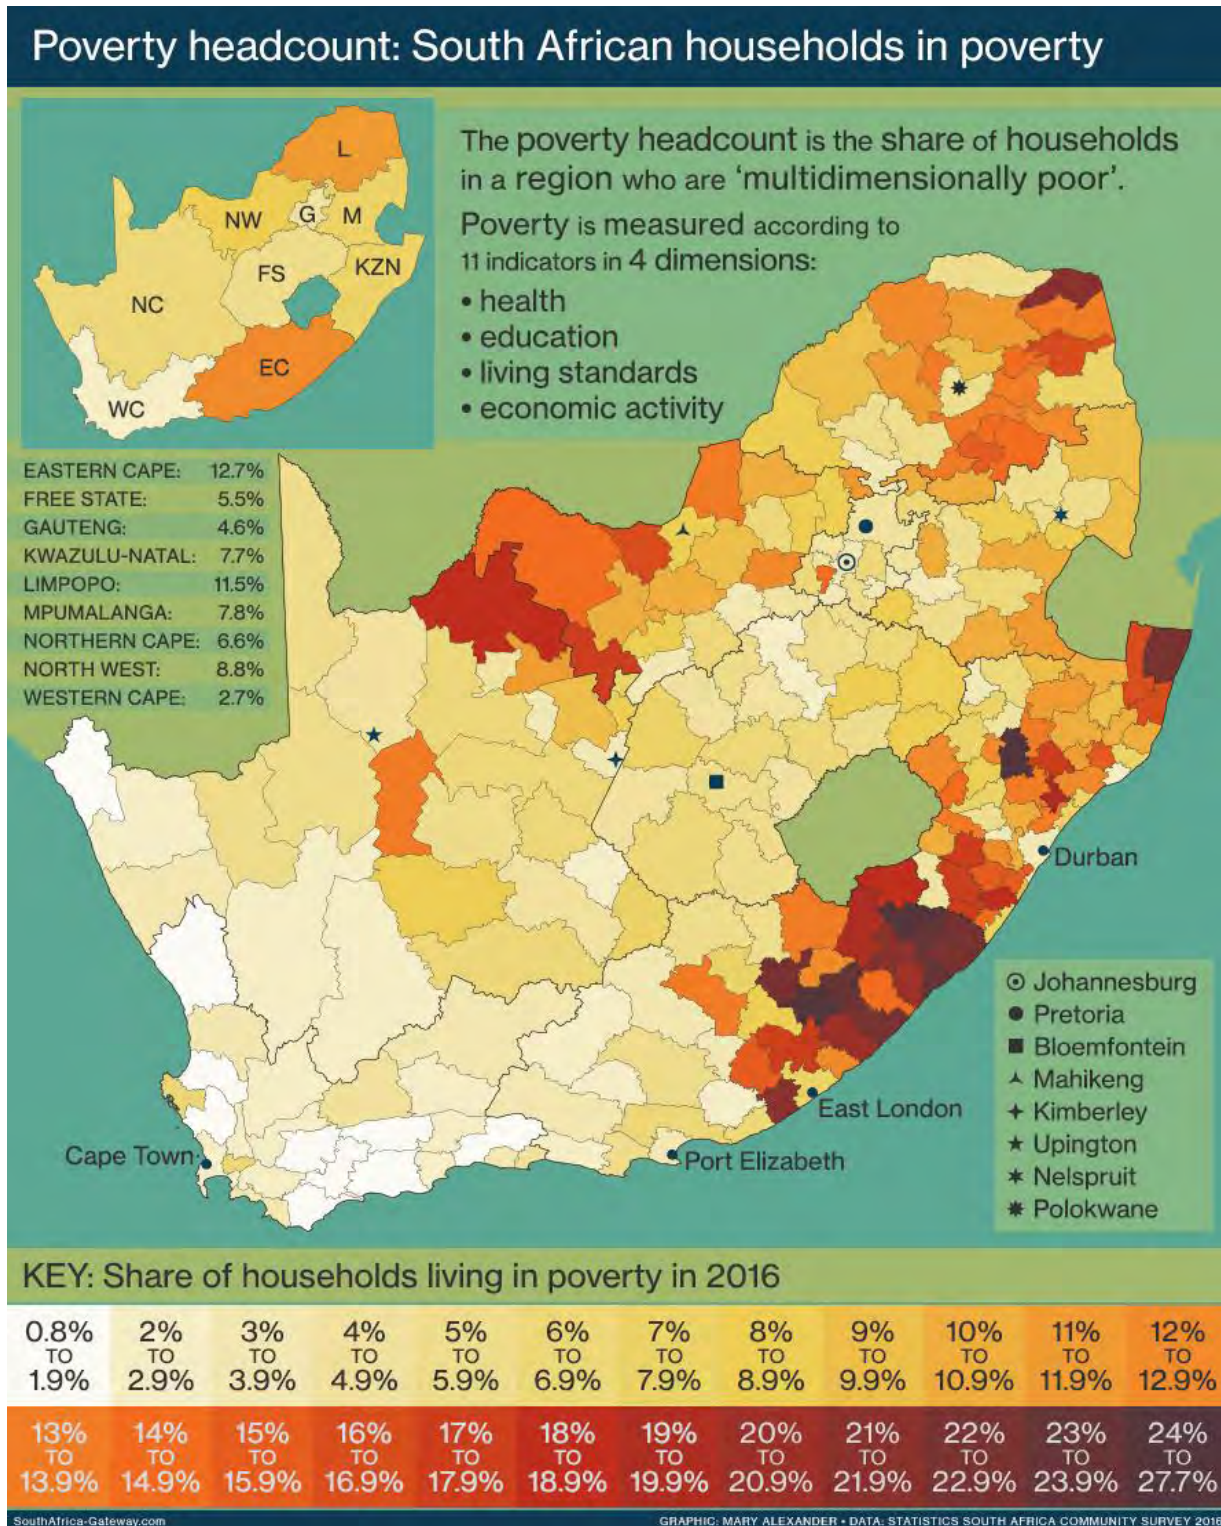 Poverty headcount: South African households in poverty
The poverty headcount is the share of households
in a region who are ‘multidimensionally poor’.
Poverty is measured according to
11 indicators in 4 dimensions:
• health
• education
• living standards
• economic activity
L
NW
G
M
FS
KZN
NC
EC
WC
EASTERN CAPE: 12.7%
FREE STATE: 5.5%
GAUTENG: 4.6%
KWAZULU-NATAL: 7.7%
LIMPOPO: 11.5%
MPUMALANGA: 7.8%
NORTHERN CAPE: 6.6%
NORTH WEST: 8.8%
WESTERN CAPE: 2.7%
Durban
East London
Port Elizabeth
Cape Town
Johannesburg
Pretoria
Bloemfontein
Mahikeng
Kimberley
Upington
Nelspruit
Polokwane
KEY: Share of households living in poverty in 2016
0.8% 2% 3% 4% 5% 6% 7% 8% 9% 10% 11% 12%
TO TO TO TO TO TO TO TO TO TO TO TO
1.9% 2.9% 3.9% 4.9% 5.9% 6.9% 7.9% 8.9% 9.9% 10.9% 11.9% 12.9%
13% 14% 15% 16% 17% 18% 19% 20% 21% 22% 23% 24%
TO TO TO TO TO TO TO TO TO TO TO TO
13.9% 14.9% 15.9% 16.9% 17.9% 18.9% 19.9% 20.9% 21.9% 22.9% 23.9% 27.7%
SouthAfrica-Gateway.com
GRAPHIC: MARY ALEXANDER • DATA: STATISTICS SOUTH AFRICA COMMUNITY SURVEY 2016